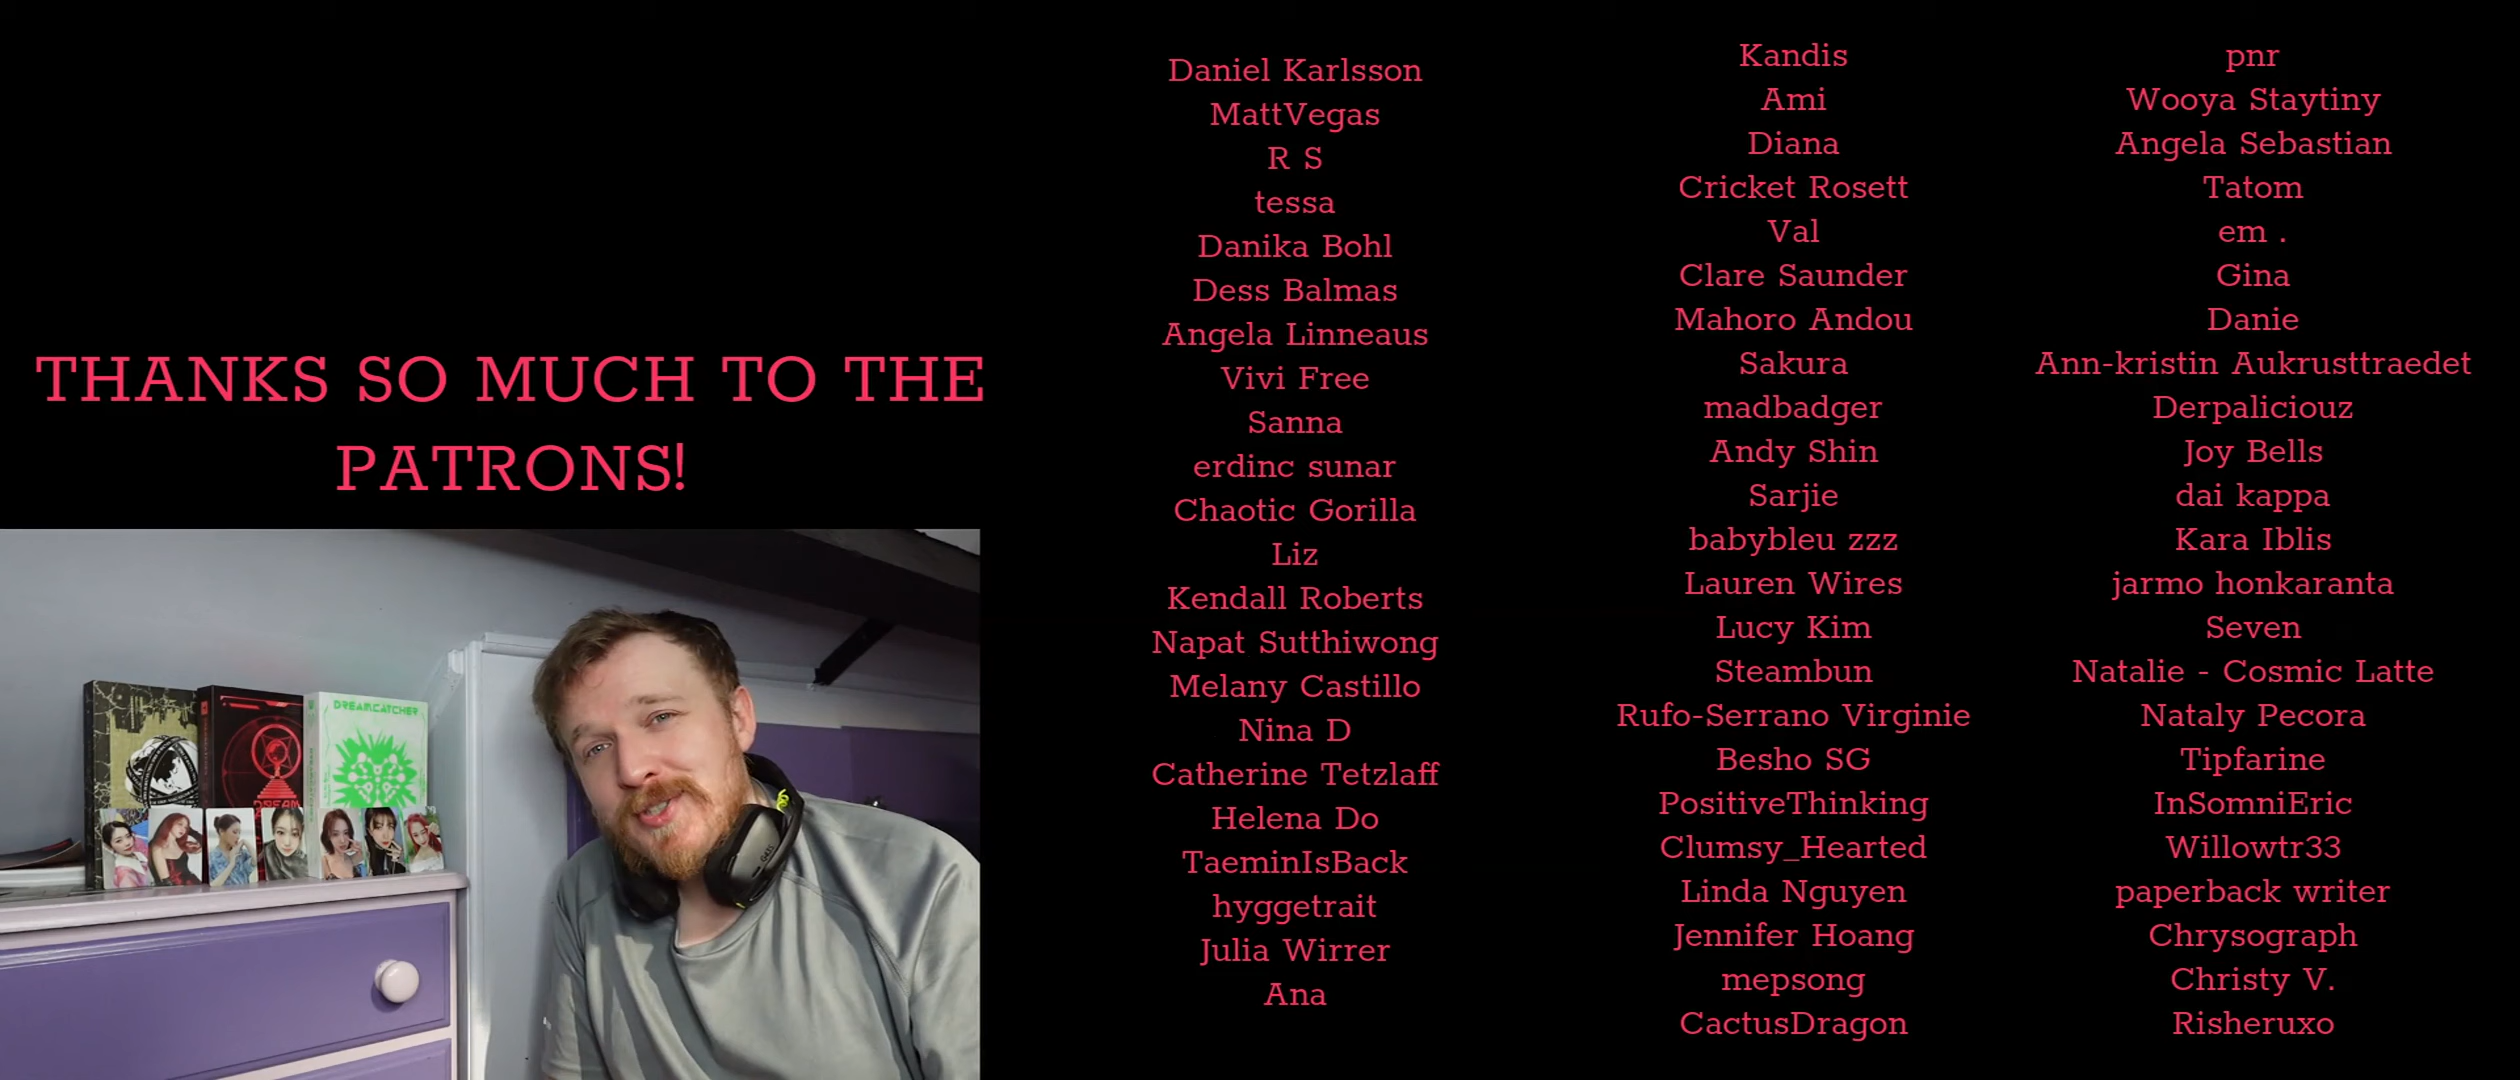 THANKS SO MUCH TO THE
PATRONS!
DREAMCATCHER
DREAM
G435
Daniel Karlsson
MattVegas
R S
tessa
Danika Bohl
Dess Balmas
Angela Linneaus
Vivi Free
Sanna
erdinc sunar
Chaotic Gorilla
Liz
Kendall Roberts
Napat Sutthiwong
Melany Castillo
Nina D
Catherine Tetzlaff
Helena Do
TaeminIsBack
hyggetrait
Julia Wirrer
Ana
Kandis
Ami
Diana
Cricket Rosett
Val
Clare Saunder
Mahoro Andou
Sakura
madbadger
Andy Shin
Sarjie
babybleu zzz
Lauren Wires
Lucy Kim
Steambun
Rufo-Serrano Virginie
Besho SG
PositiveThinking
Clumsy_Hearted
Linda Nguyen
Jennifer Hoang
mepsong
CactusDragon
pnr
Wooya Staytiny
Angela Sebastian
Tatom
em .
Gina
Danie
Ann-kristin Aukrusttraedet
Derpaliciouz
Joy Bells
dai kappa
Kara Iblis
jarmo honkaranta
Seven
Natalie - Cosmic Latte
Nataly Pecora
Tipfarine
InSomniEric
Willowtr33
paperback writer
Chrysograph
Christy V.
Risheruxo